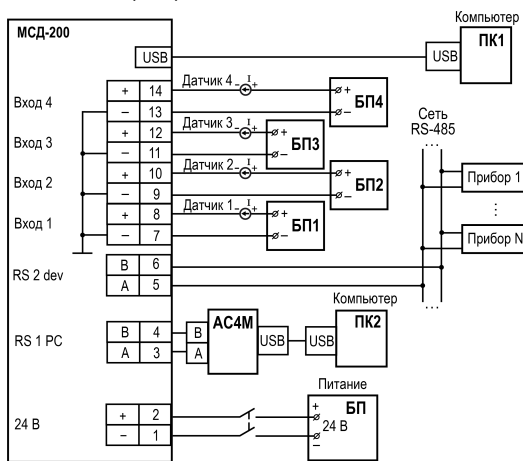 Компьютер
МСД-200
ПК1
USB
USB
+ 14 Датчик 4 - I + + БП4
Вход 4
– 13 –
+ 12 Датчик 3 - I + + БП3
Вход 3
– 11 –
+ 10 Датчик 2 - I + + БП2
Вход 2
– 9 –
+ 8 Датчик 1 - I + + БП1
Вход 1
– 7 –
Сеть
RS-485
...
Прибор 1
...
Прибор N
...
RS 2 dev
B 6
A 5
Компьютер
RS 1 PC
B 4 B АС4М USB USB ПК2
A 3 A
Питание
24 В
+ 2 + БП
24 В
– 1 –